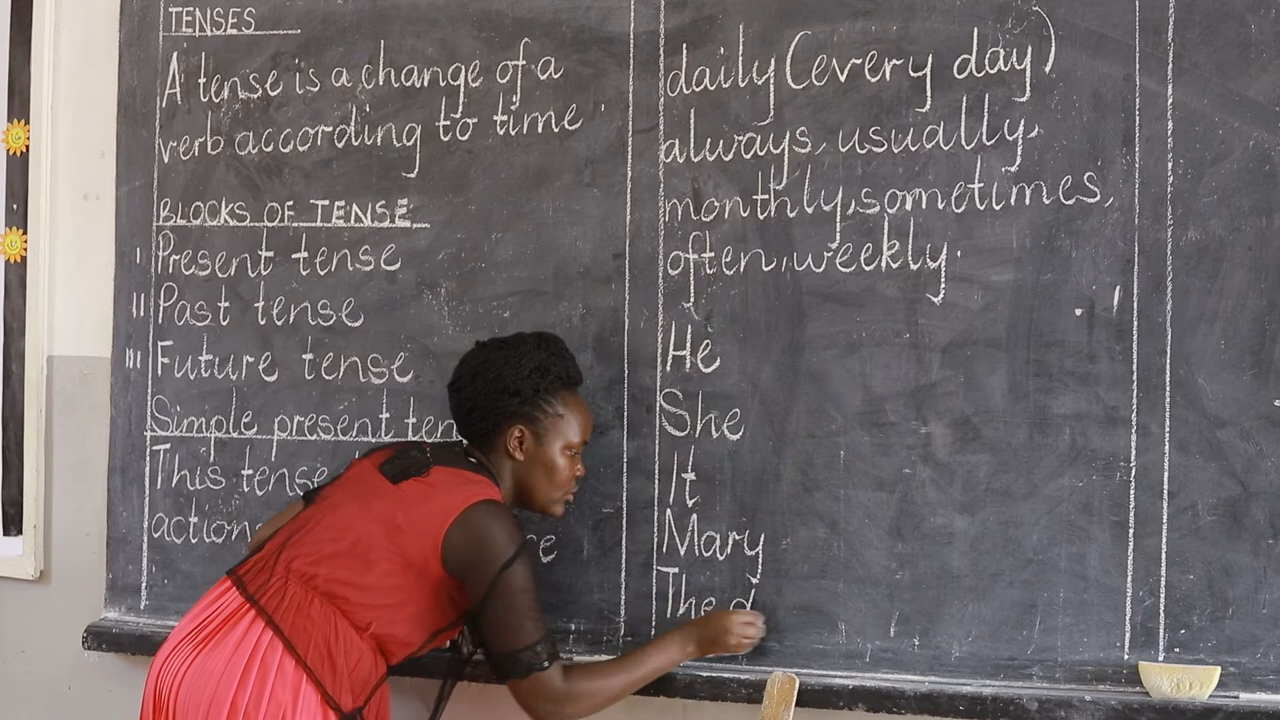 TENSES
A tense is a change of a
verb according to time.
BLOCKS OF TENSE
i Present tense
ii Past tense
iii Future tense
Simple present
This tense
action
daily (every day)
always, usually,
monthly, sometimes,
often, weekly.
He
She
It
Mary
The